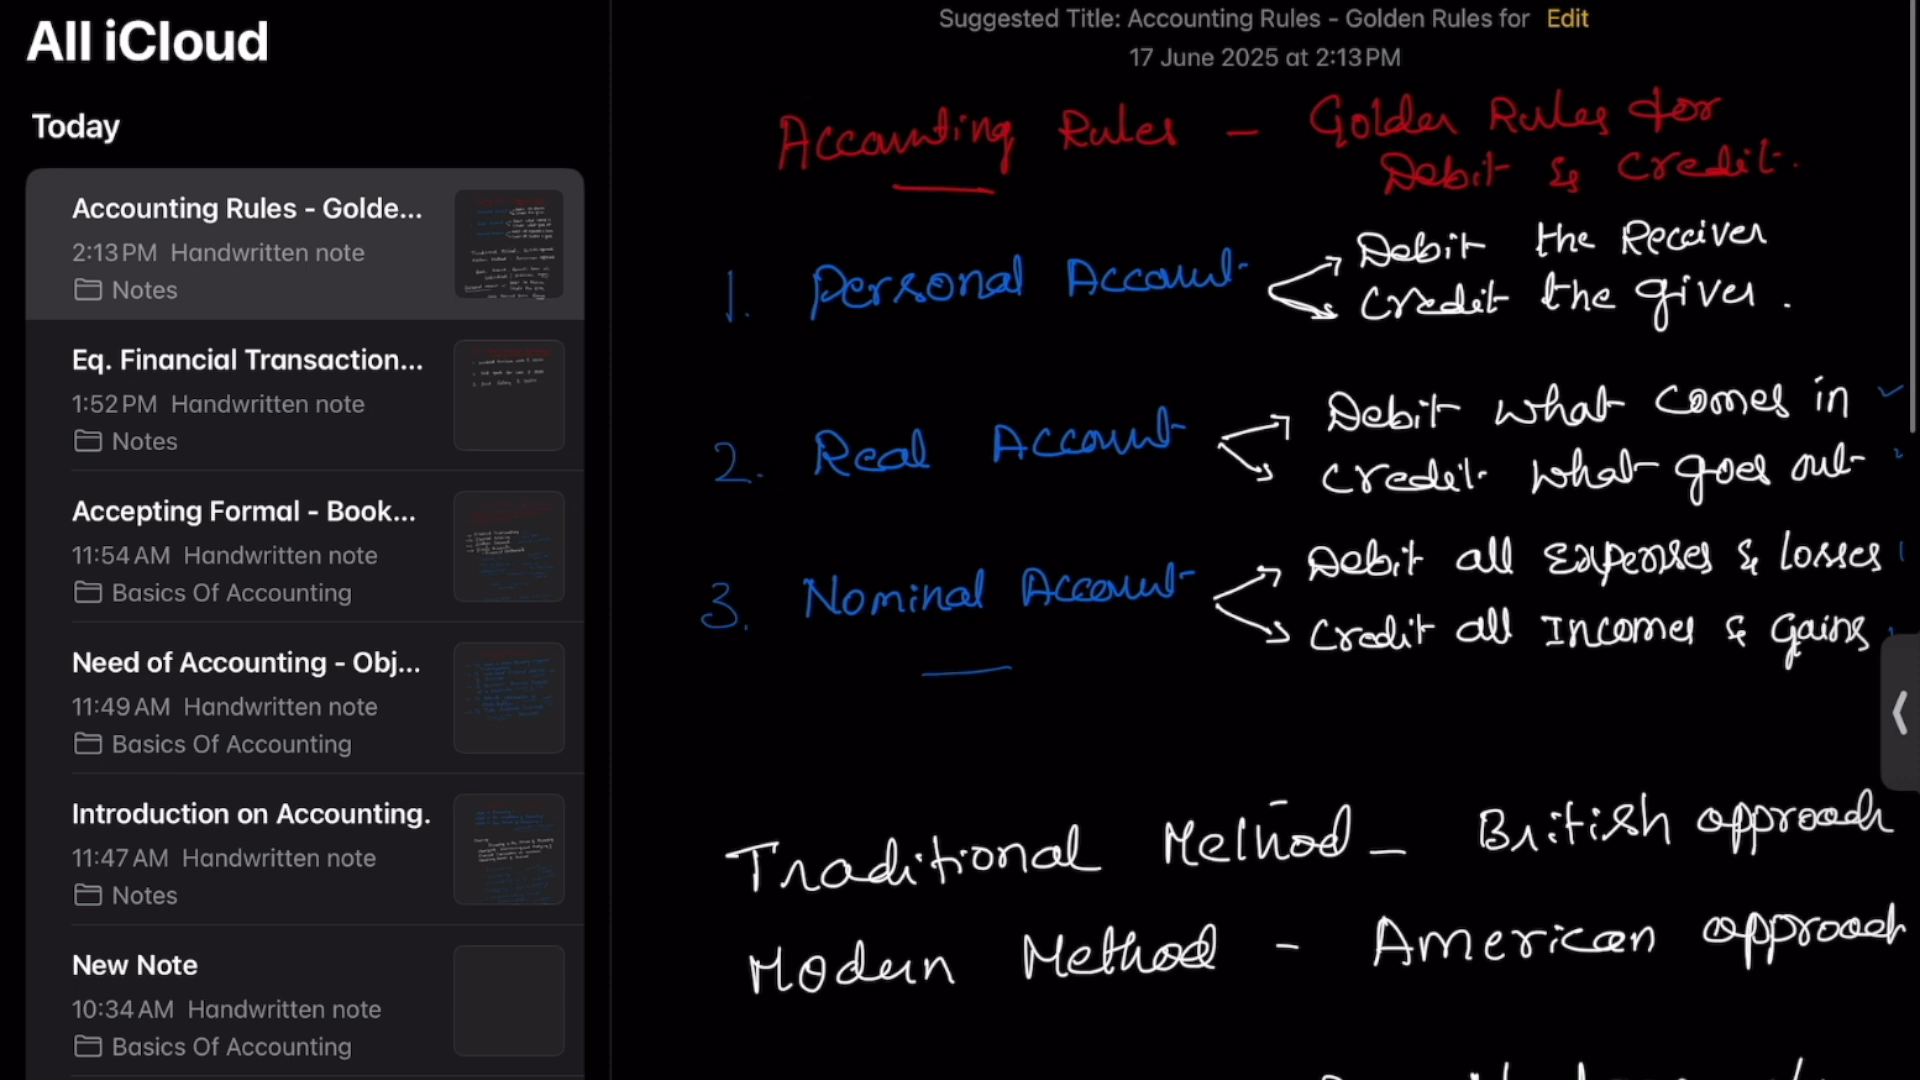 All iCloud
Today
Accounting Rules - Golde...
2:13 PM Handwritten note
Notes
Eq. Financial Transaction...
1:52 PM Handwritten note
Notes
Accepting Formal - Book...
11:54 AM Handwritten note
Basics Of Accounting
Need of Accounting - Obj...
11:49 AM Handwritten note
Basics Of Accounting
Introduction on Accounting.
11:47 AM Handwritten note
Notes
New Note
10:34 AM Handwritten note
Basics Of Accounting
Suggested Title: Accounting Rules - Golden Rules for Edit
17 June 2025 at 2:13 PM
Accounting Rules - Golden Rules for
Debit & Credit.
1. Personal Account
Debit the Receiver
Credit the giver.
2. Real Account
Debit what comes in
Credit what goes out
3. Nominal Account
Debit all Expenses & Losses
Credit all Incomes & Gains
Traditional Method - British approach
Modern Method - American approach